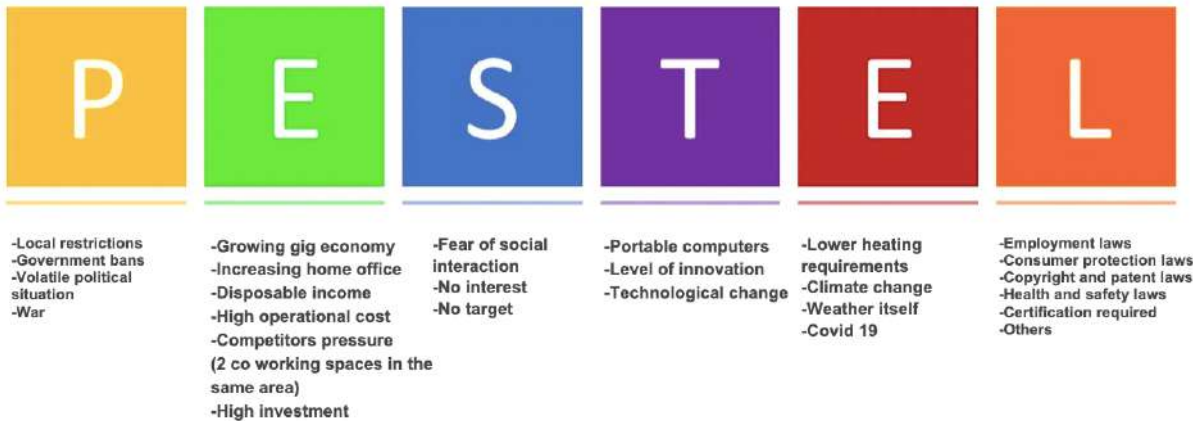 P
E
S
T
E
L
-Local restrictions
-Government bans
-Volatile political
situation
-War
-Growing gig economy
-Increasing home office
-Disposable income
-High operational cost
-Competitors pressure
(2 co working spaces in the
same area)
-High investment
-Fear of social
interaction
-No interest
-No target
-Portable computers
-Level of innovation
-Technological change
-Lower heating
requirements
-Climate change
-Weather itself
-Covid 19
-Employment laws
-Consumer protection laws
-Copyright and patent laws
-Health and safety laws
-Certification required
-Others